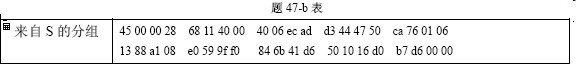 题 47-b 表
来自 S 的分组 45 00 00 28 68 11 40 00 40 06 ec ad d3 44 47 50 ca 76 01 06
13 88 a1 08 e0 59 9f f0 84 6b 41 d6 50 10 16 d0 b7 d6 00 00